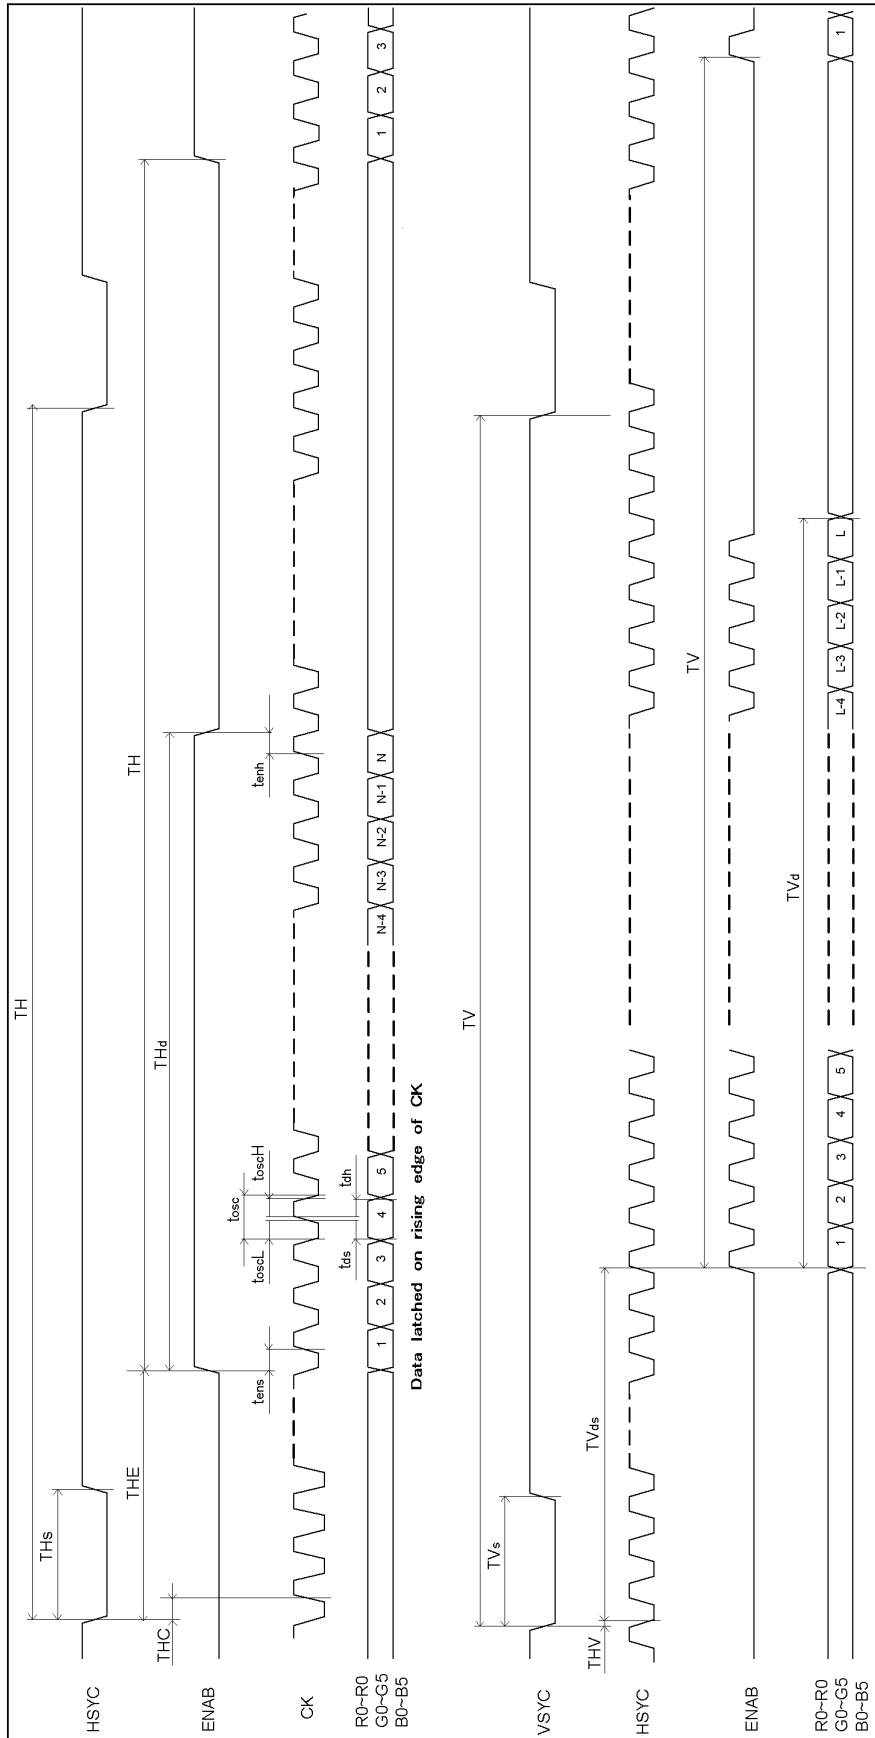 TH
HSYC
THs
TH
THE
THd
ENAB
THC
tens
toscL
tosc
toscH
tenh
CK
tds
tdh
R0~R0
G0~G5
B0~B5
1 2 3 4 5 N-4 N-3 N-2 N-1 N 1 2 3
Data latched on rising edge of CK
TV
VSYC
TVs
THV
TVds
HSYC
TV
ENAB
TVd
R0~R0
G0~G5
B0~B5
1 2 3 4 5 L-4 L-3 L-2 L-1 L 1